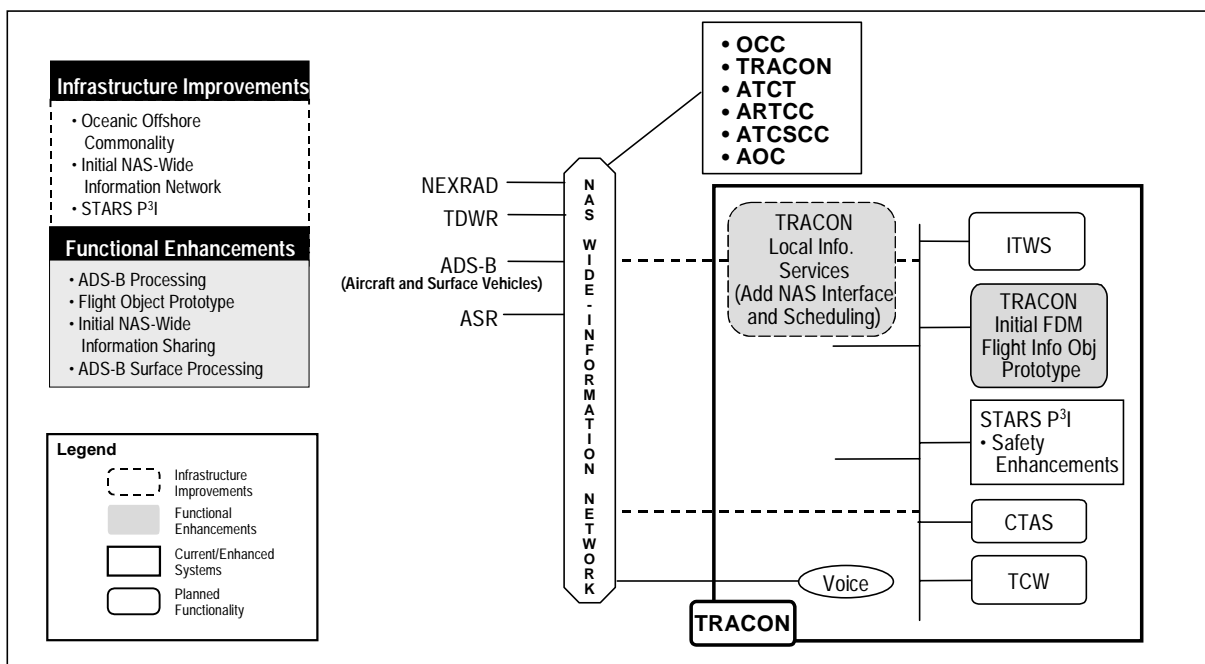 Infrastructure Improvements
• Oceanic Offshore
Commonality
• Initial NAS-Wide
Information Network
• STARS P³I
Functional Enhancements
• ADS-B Processing
• Flight Object Prototype
• Initial NAS-Wide
Information Sharing
• ADS-B Surface Processing
Legend
Infrastructure
Improvements
Functional
Enhancements
Current/Enhanced
Systems
Planned
Functionality
NEXRAD
TDWR
ADS-B
(Aircraft and Surface Vehicles)
ASR
NAS WIDE-INFORMATION NETWORK
• OCC
• TRACON
• ATCT
• ARTCC
• ATCSCC
• AOC
TRACON
Local Info.
Services
(Add NAS Interface
and Scheduling)
ITWS
TRACON
Initial FDM
Flight Info Obj
Prototype
STARS P³I
• Safety
Enhancements
CTAS
TCW
Voice
TRACON